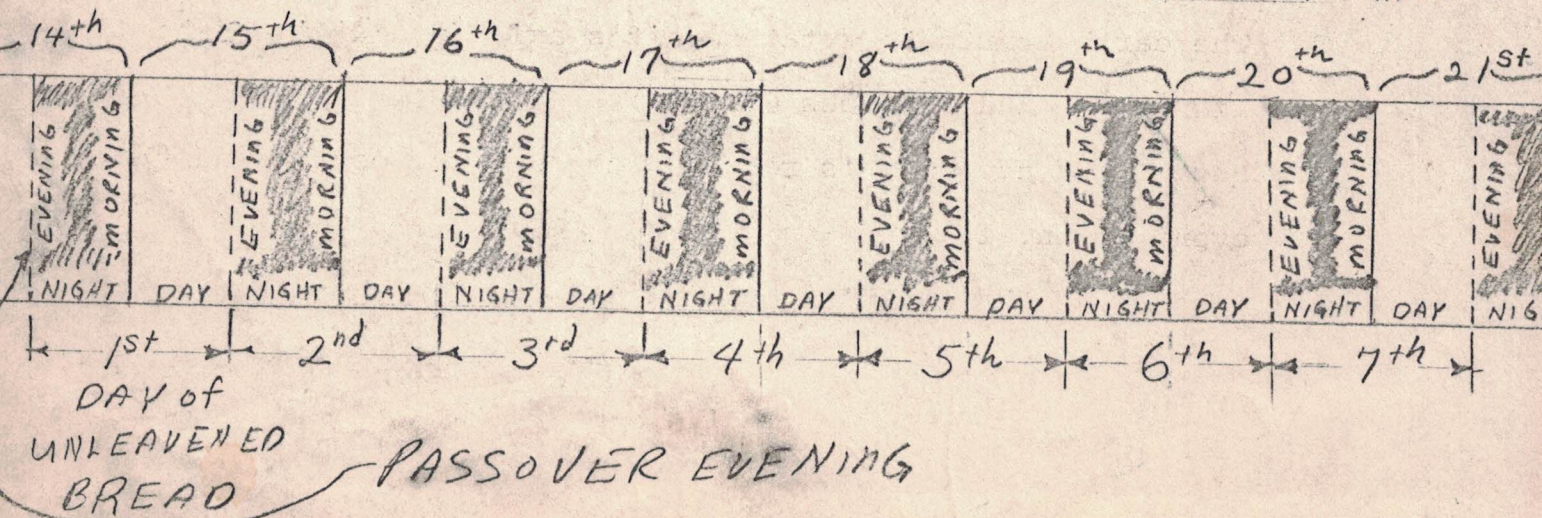 14th 15th 16th 17th 18th 19th 20th 21st
EVENING MORNING EVENING MORNING EVENING MORNING EVENING MORNING EVENING MORNING EVENING MORNING EVENING MORNING EVENING
NIGHT DAY NIGHT DAY NIGHT DAY NIGHT DAY NIGHT DAY NIGHT DAY NIGHT DAY NIG
1st 2nd 3rd 4th 5th 6th 7th
DAY of
UNLEAVENED
BREAD
PASSOVER EVENING